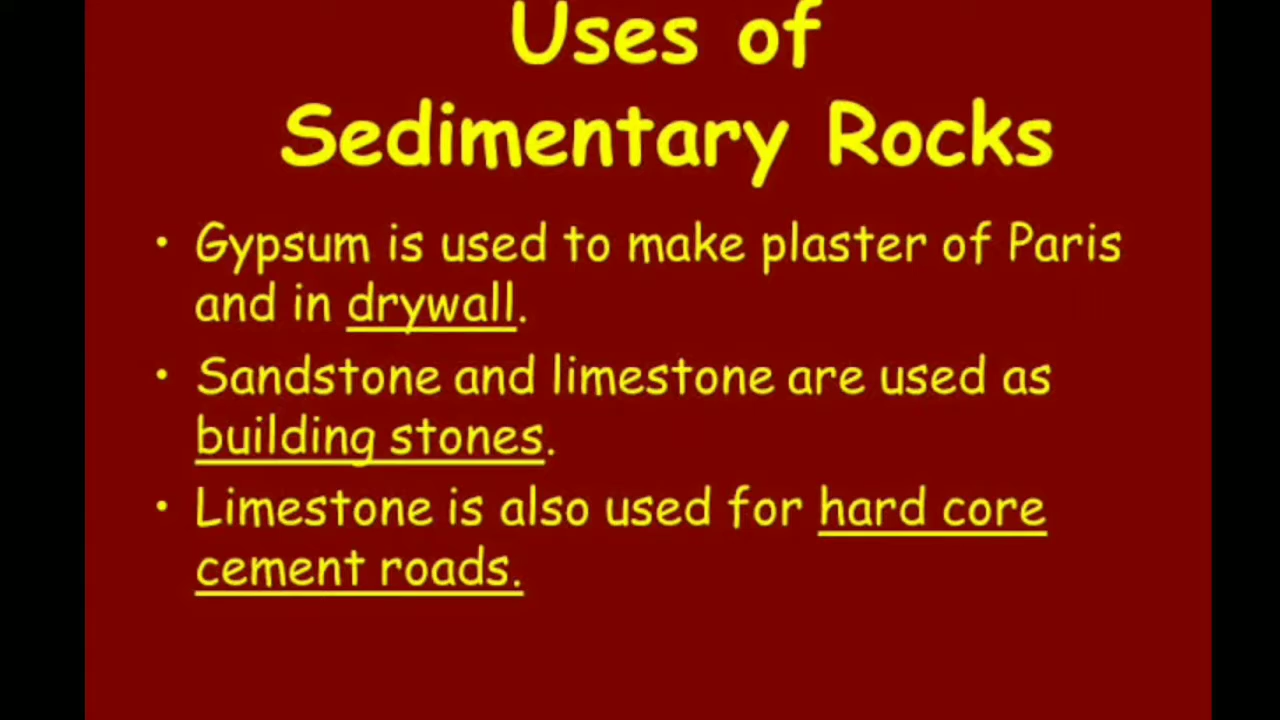 Uses of
Sedimentary Rocks
• Gypsum is used to make plaster of Paris
and in drywall.
• Sandstone and limestone are used as
building stones.
• Limestone is also used for hard core
cement roads.